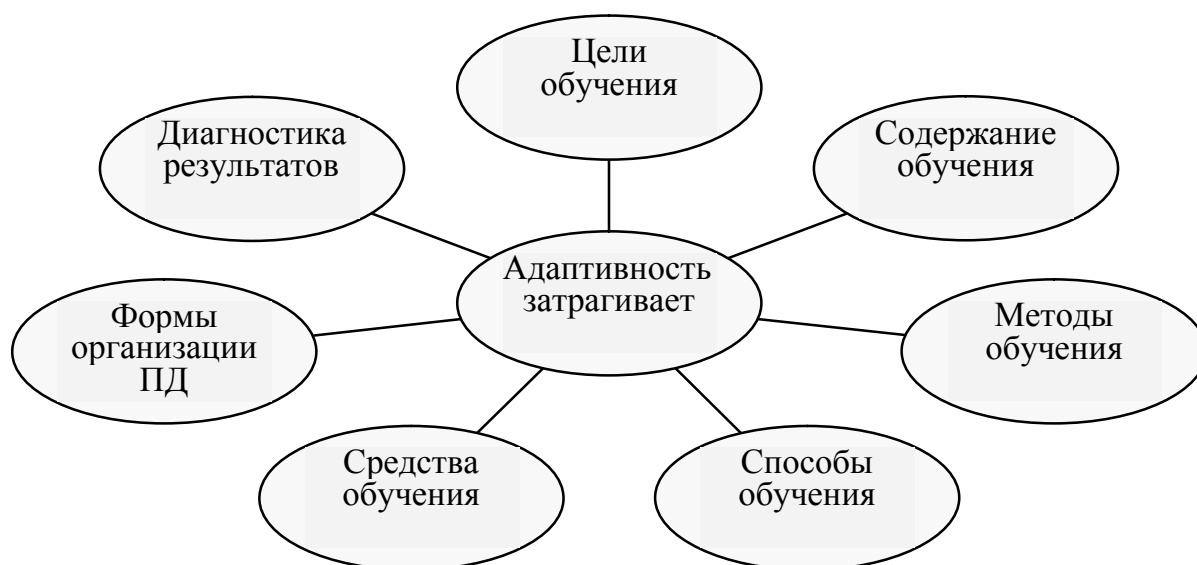 Цели
обучения
Диагностика
результатов
Содержание
обучения
Адаптивность
затрагивает
Формы
организации
ПД
Методы
обучения
Средства
обучения
Способы
обучения